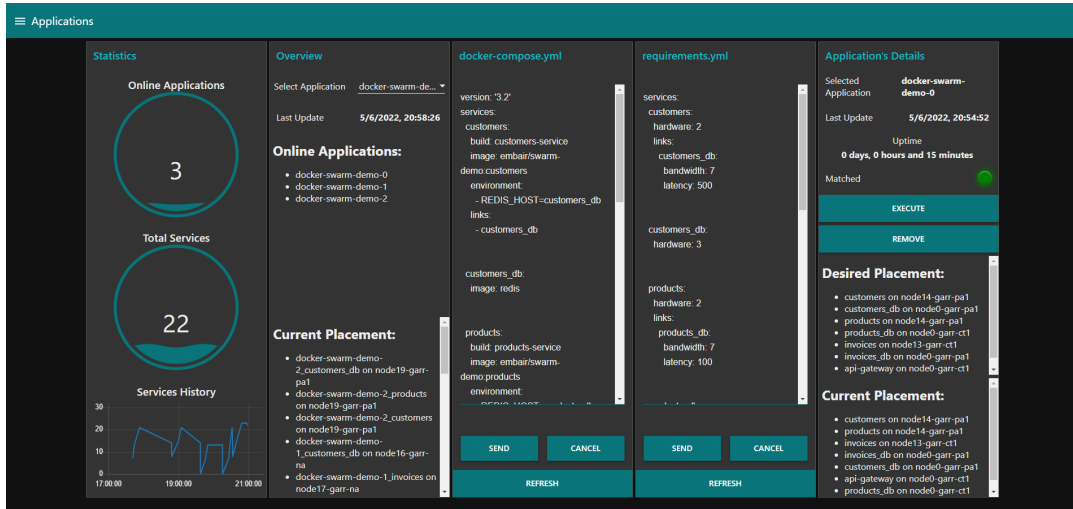 Applications
Statistics
Online Applications
3
Total Services
22
Services History
30
20
10
0
17:00:00 19:00:00 21:00:00
Overview
Select Application docker-swarm-de...
Last Update 5/6/2022, 20:58:26
Online Applications:
docker-swarm-demo-0
docker-swarm-demo-1
docker-swarm-demo-2
Current Placement:
docker-swarm-demo-
2_customers_db on node19-garr-
pa1
docker-swarm-demo-2_products
on node19-garr-pa1
docker-swarm-demo-2_customers
on node19-garr-pa1
docker-swarm-demo-
1_customers_db on node16-garr-
na
docker-swarm-demo-1_invoices on
node17-garr-na
docker-compose.yml
version: '3.2'
services:
customers:
build: customers-service
image: embair/swarm-
demo:customers
environment:
- REDIS_HOST=customers_db
links:
- customers_db
customers_db:
image: redis
products:
build: products-service
image: embair/swarm-
demo:products
environment:
SEND CANCEL
REFRESH
requirements.yml
services:
customers:
hardware: 2
links:
customers_db:
bandwidth: 7
latency: 500
customers_db:
hardware: 3
products:
hardware: 2
links:
products_db:
bandwidth: 7
latency: 100
SEND CANCEL
REFRESH
Application's Details
Selected docker-swarm-
Application demo-0
Last Update 5/6/2022, 20:54:52
Uptime
0 days, 0 hours and 15 minutes
Matched
EXECUTE
REMOVE
Desired Placement:
customers on node14-garr-pa1
customers_db on node0-garr-pa1
products on node14-garr-pa1
products_db on node0-garr-ct1
invoices on node13-garr-ct1
invoices_db on node0-garr-pa1
api-gateway on node0-garr-ct1
Current Placement:
customers on node14-garr-pa1
products on node14-garr-pa1
invoices on node13-garr-ct1
invoices_db on node0-garr-pa1
customers_db on node0-garr-pa1
api-gateway on node0-garr-ct1
products_db on node0-garr-ct1